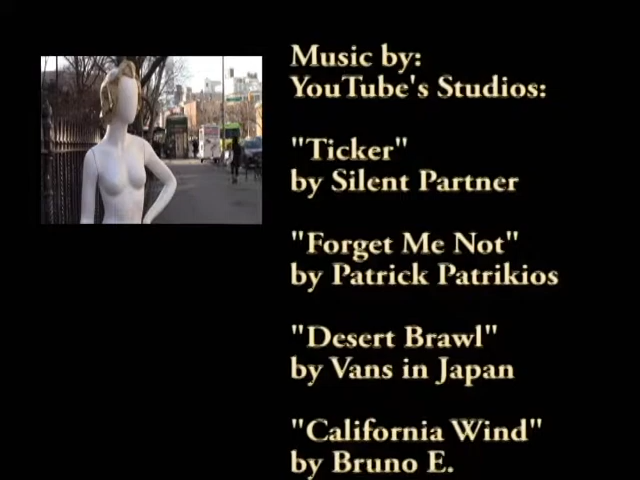 Music by:
YouTube's Studios:
"Ticker"
by Silent Partner
"Forget Me Not"
by Patrick Patrikios
"Desert Brawl"
by Vans in Japan
"California Wind"
by Bruno E.